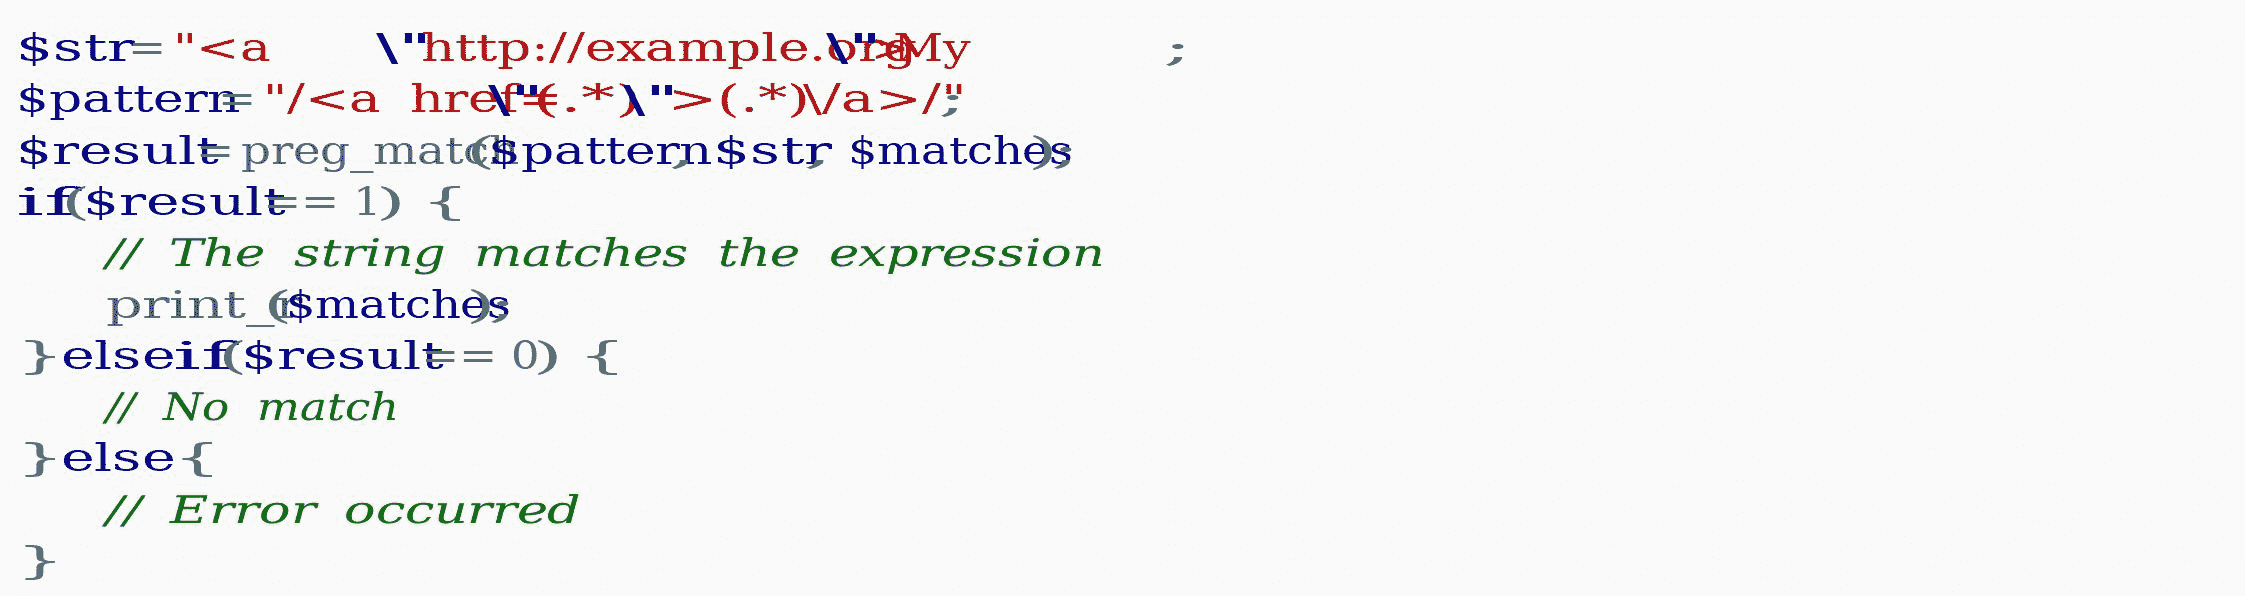 $str = "<a \"http://example.org\">My ;
$pattern = "/<a href=\"(.*)\">(.*)\/a>/";
$result = preg_match($pattern, $str, $matches);
if($result == 1) {
// The string matches the expression
print_r($matches);
}elseif($result == 0) {
// No match
}else{
// Error occurred
}